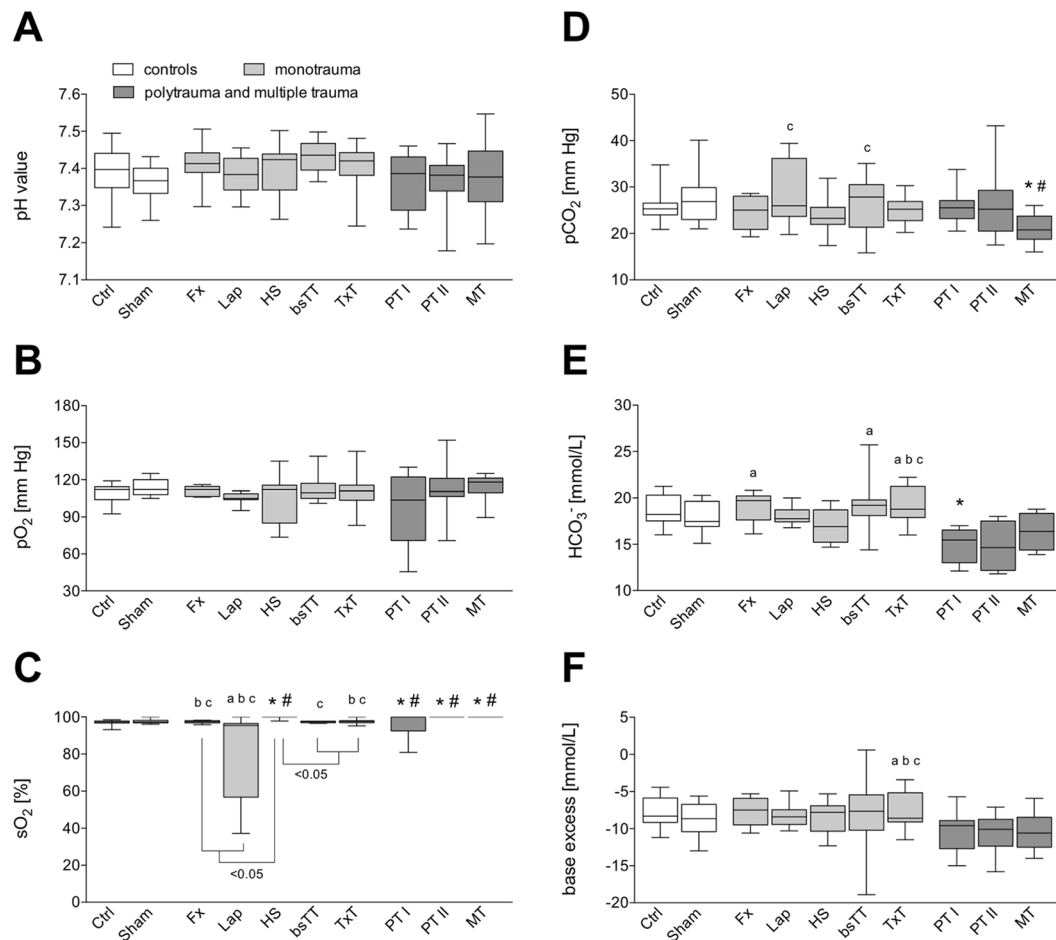 A
controls
monotrauma
polytrauma and multiple trauma
pH value
7.6
7.5
7.4
7.3
7.2
7.1
Ctrl
Sham
Fx
Lap
HS
bsTT
TxT
PT I
PT II
MT
B
pO₂ [mm Hg]
180
150
120
90
60
30
Ctrl
Sham
Fx
Lap
HS
bsTT
TxT
PT I
PT II
MT
C
sO₂ [%]
b c
a b c
* #
c
b c
* #
* #
* #
100
80
60
40
20
0
<0.05
<0.05
Ctrl
Sham
Fx
Lap
HS
bsTT
TxT
PT I
PT II
MT
D
pCO₂ [mm Hg]
50
40
30
20
10
c
c
* #
Ctrl
Sham
Fx
Lap
HS
bsTT
TxT
PT I
PT II
MT
E
HCO₃⁻ [mmol/L]
30
25
20
15
10
a
a
a b c
*
Ctrl
Sham
Fx
Lap
HS
bsTT
TxT
PT I
PT II
MT
F
base excess [mmol/L]
5
0
-5
-10
-15
-20
a b c
Ctrl
Sham
Fx
Lap
HS
bsTT
TxT
PT I
PT II
MT